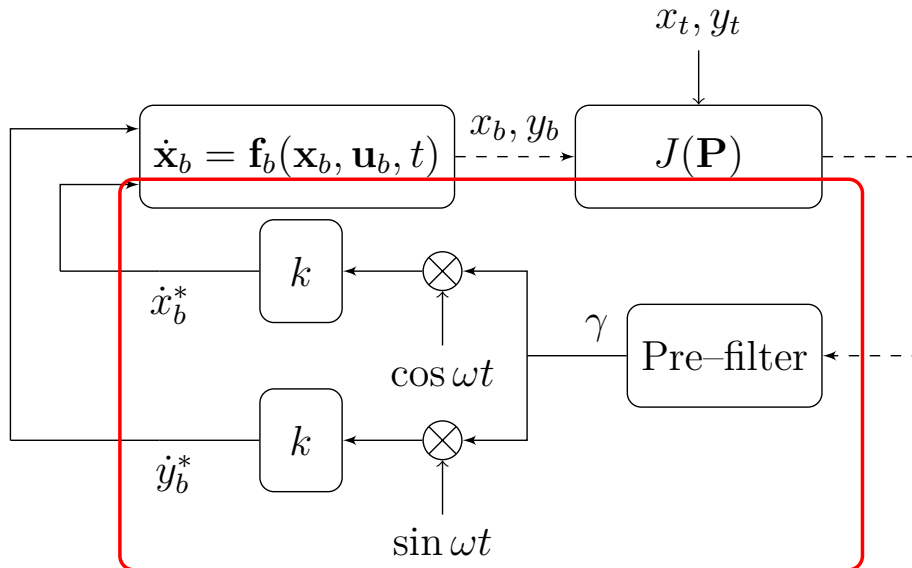 x_t, y_t
ẋ_b = f_b(x_b, u_b, t)
x_b, y_b
J(P)
k
ẋ_b^*
γ
Pre–filter
cos ωt
k
ẏ_b^*
sin ωt